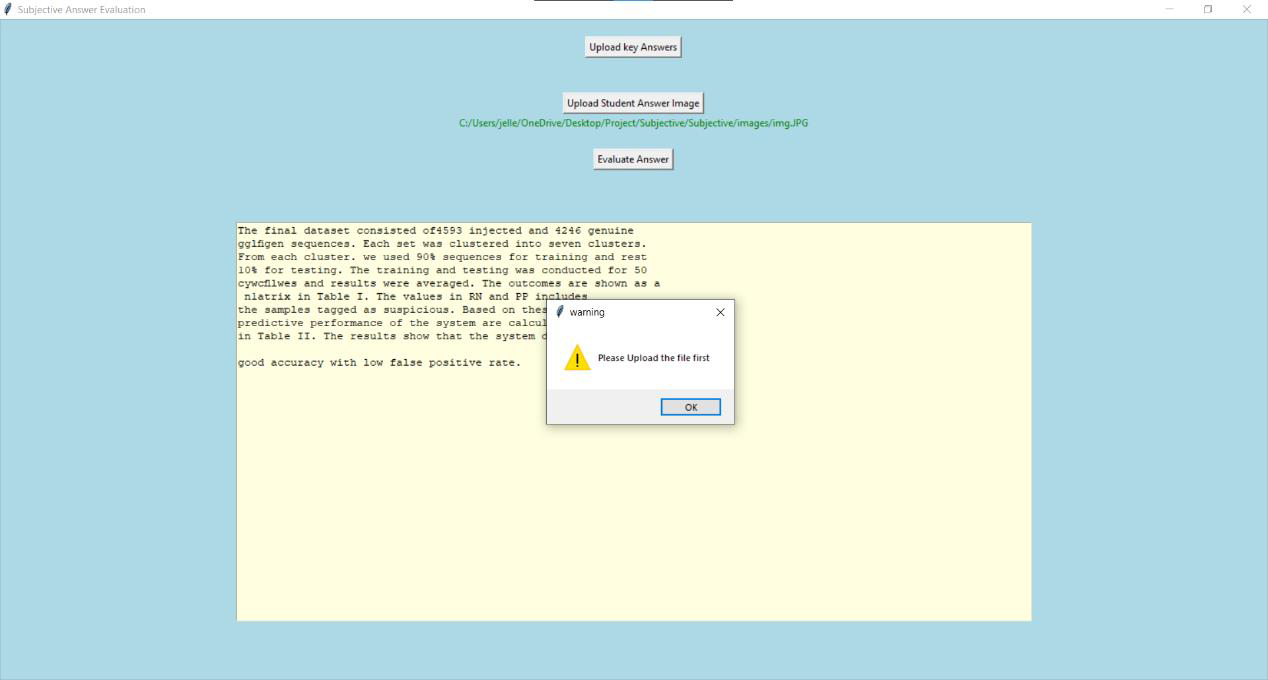 Subjective Answer Evaluation
Upload key Answers
Upload Student Answer Image
C:/Users/jelle/OneDrive/Desktop/Project/Subjective/Subjective/images/img.JPG
Evaluate Answer
The final dataset consisted of4593 injected and 4246 genuine
gglfigen sequences. Each set was clustered into seven clusters.
From each cluster. we used 90% sequences for training and rest
10% for testing. The training and testing was conducted for 50
cywcfilwes and results were averaged. The outcomes are shown as a
nlatrix in Table I. The values in RN and PP includes
the samples tagged as suspicious. Based on thes
predictive performance of the system are calcul
in Table II. The results show that the system d
good accuracy with low false positive rate.
warning
Please Upload the file first
OK